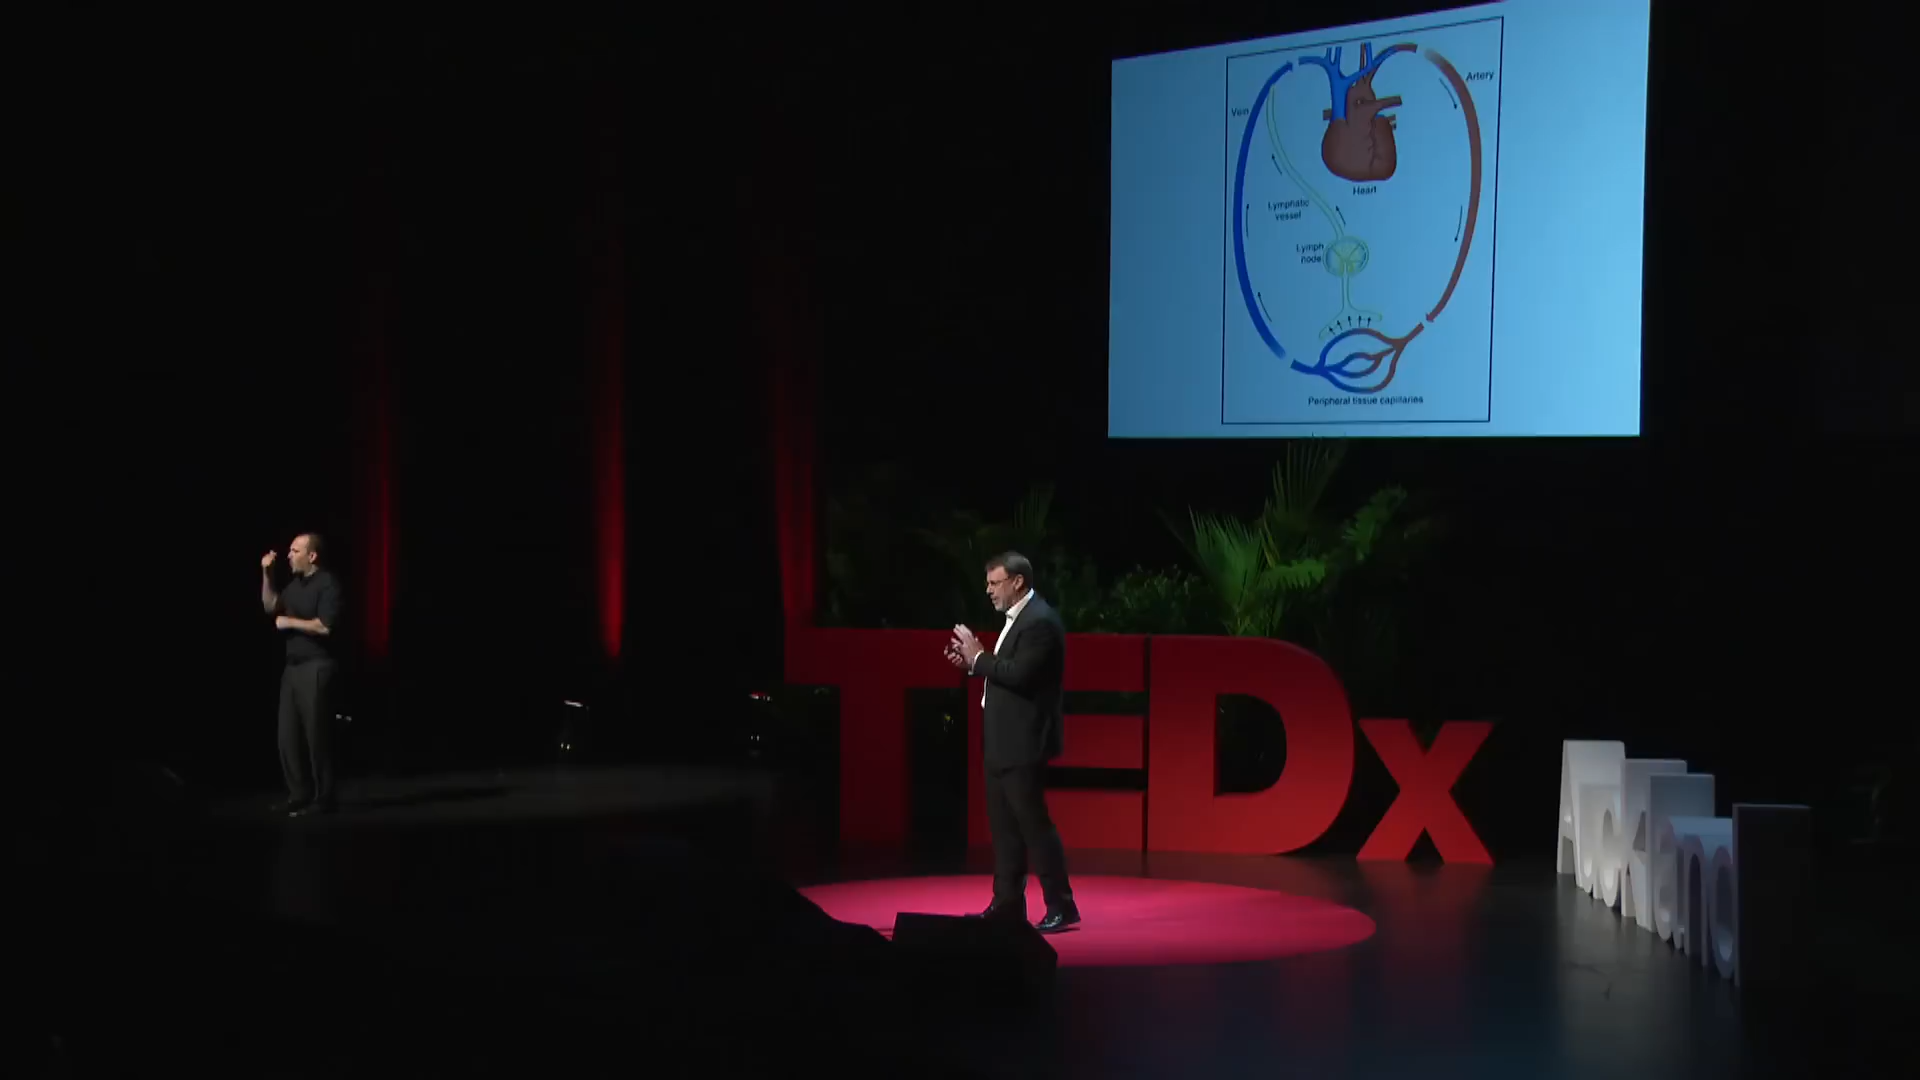 Artery
Vein
Heart
Lymphatic
vessel
Lymph
node
Peripheral tissue capillaries
TEDx
Auckland